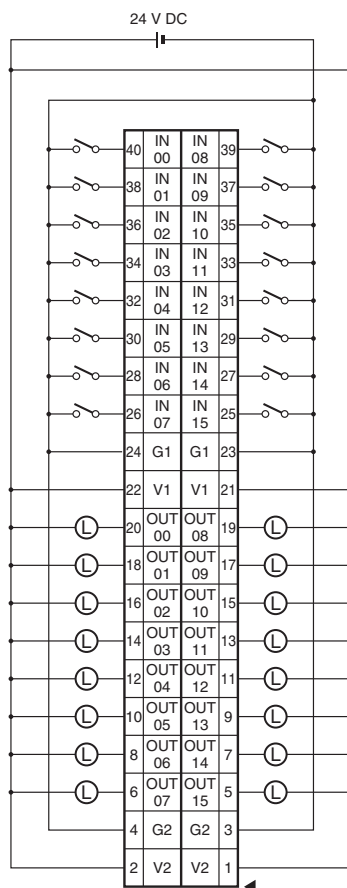 24 V DC
40 IN 00 IN 08 39
38 IN 01 IN 09 37
36 IN 02 IN 10 35
34 IN 03 IN 11 33
32 IN 04 IN 12 31
30 IN 05 IN 13 29
28 IN 06 IN 14 27
26 IN 07 IN 15 25
24 G1 G1 23
22 V1 V1 21
L 20 OUT 00 OUT 08 19 L
L 18 OUT 01 OUT 09 17 L
L 16 OUT 02 OUT 10 15 L
L 14 OUT 03 OUT 11 13 L
L 12 OUT 04 OUT 12 11 L
L 10 OUT 05 OUT 13 9 L
L 8 OUT 06 OUT 14 7 L
L 6 OUT 07 OUT 15 5 L
4 G2 G2 3
2 V2 V2 1